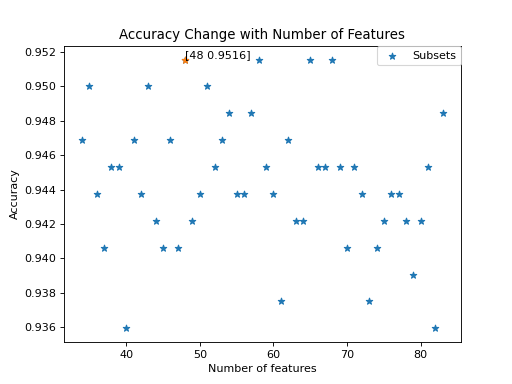 Accuracy Change with Number of Features
[48 0.9516]
Subsets
0.952
0.950
0.948
0.946
0.944
0.942
0.940
0.938
0.936
Accuracy
40 50 60 70 80
Number of features